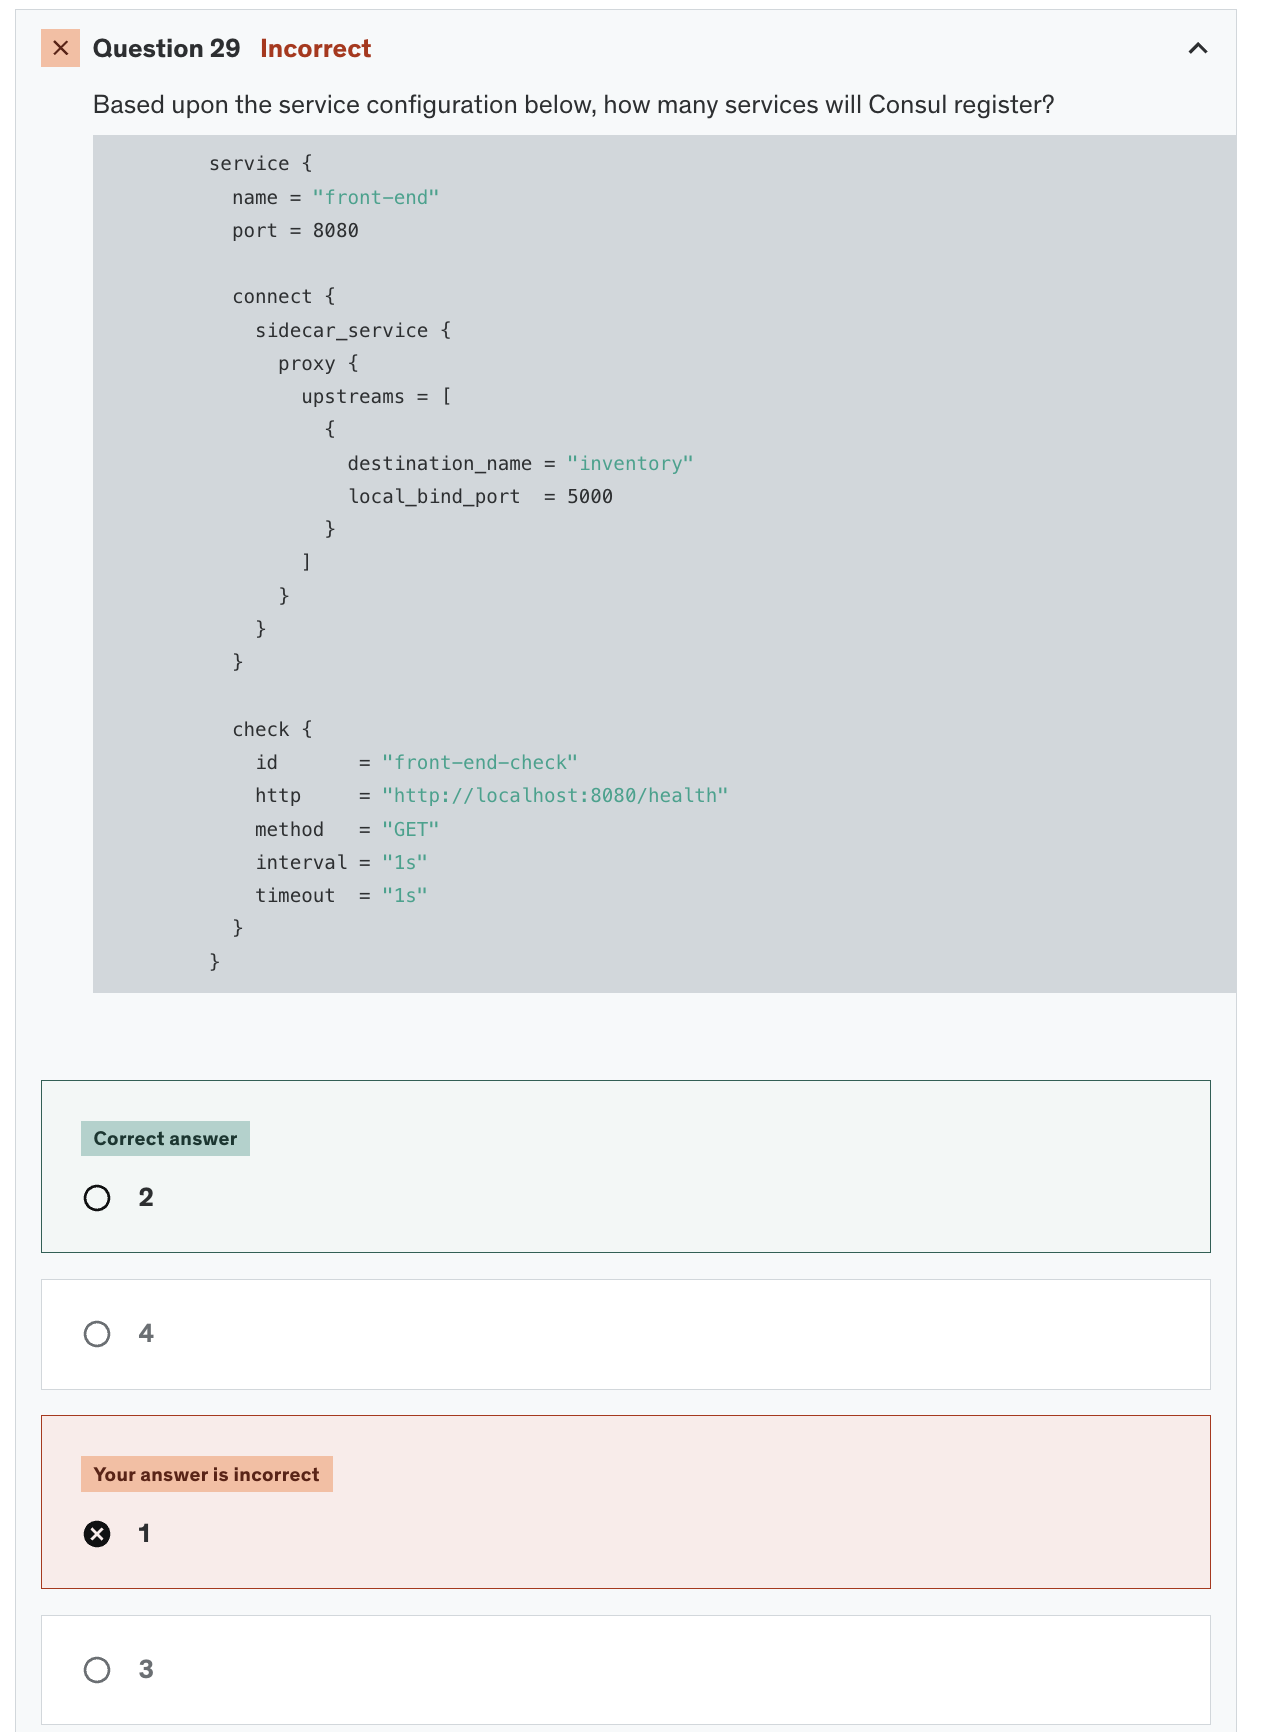 Question 29 Incorrect
Based upon the service configuration below, how many services will Consul register?
service {
  name = "front-end"
  port = 8080

  connect {
    sidecar_service {
      proxy {
        upstreams = [
          {
            destination_name = "inventory"
            local_bind_port  = 5000
          }
        ]
      }
    }
  }

  check {
    id       = "front-end-check"
    http     = "http://localhost:8080/health"
    method   = "GET"
    interval = "1s"
    timeout  = "1s"
  }
}
Correct answer
2
4
Your answer is incorrect
1
3